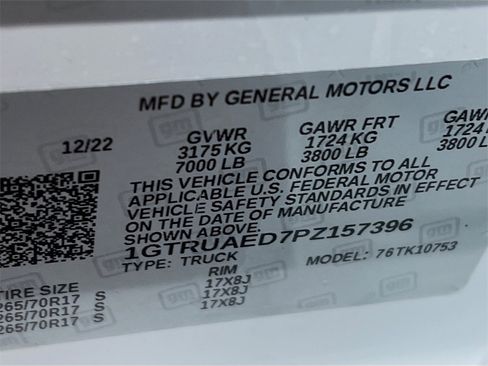 MFD BY GENERAL MOTORS LLC
12/22 GVWR GAWR FRT GAWR
3175 KG 1724 KG 1724
7000 LB 3800 LB 3800 L
THIS VEHICLE CONFORMS TO ALL
APPLICABLE U.S. FEDERAL MOTOR
VEHICLE SAFETY STANDARDS IN EFFECT
ON THE DATE OF MANUFACTURE
SHOWN ABOVE.
1GTRUAED7PZ157396
TYPE: TRUCK MODEL: 76TK10753
TIRE SIZE RIM
265/70R17 S 17X8J
265/70R17 S 17X8J
265/70R17 S 17X8J